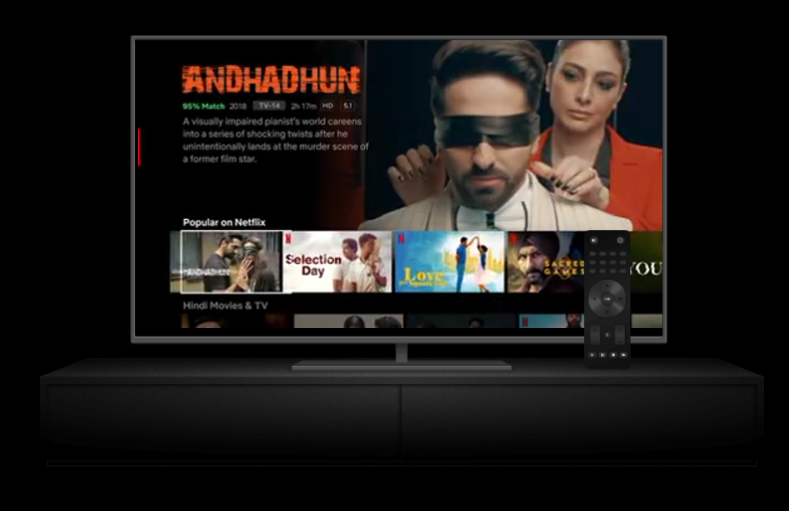 ANDHADHUN
95% Match 2018 TV-14 2h 17m HD 5.1
A visually impaired pianist's world careens
into a series of shocking twists after he
unintentionally lands at the murder scene of
a former film star.
Popular on Netflix
ANDHADHUN
N
Selection
Day
N
Love
Square Foot
N
SACRED
GAMES
YOU
Hindi Movies & TV
N